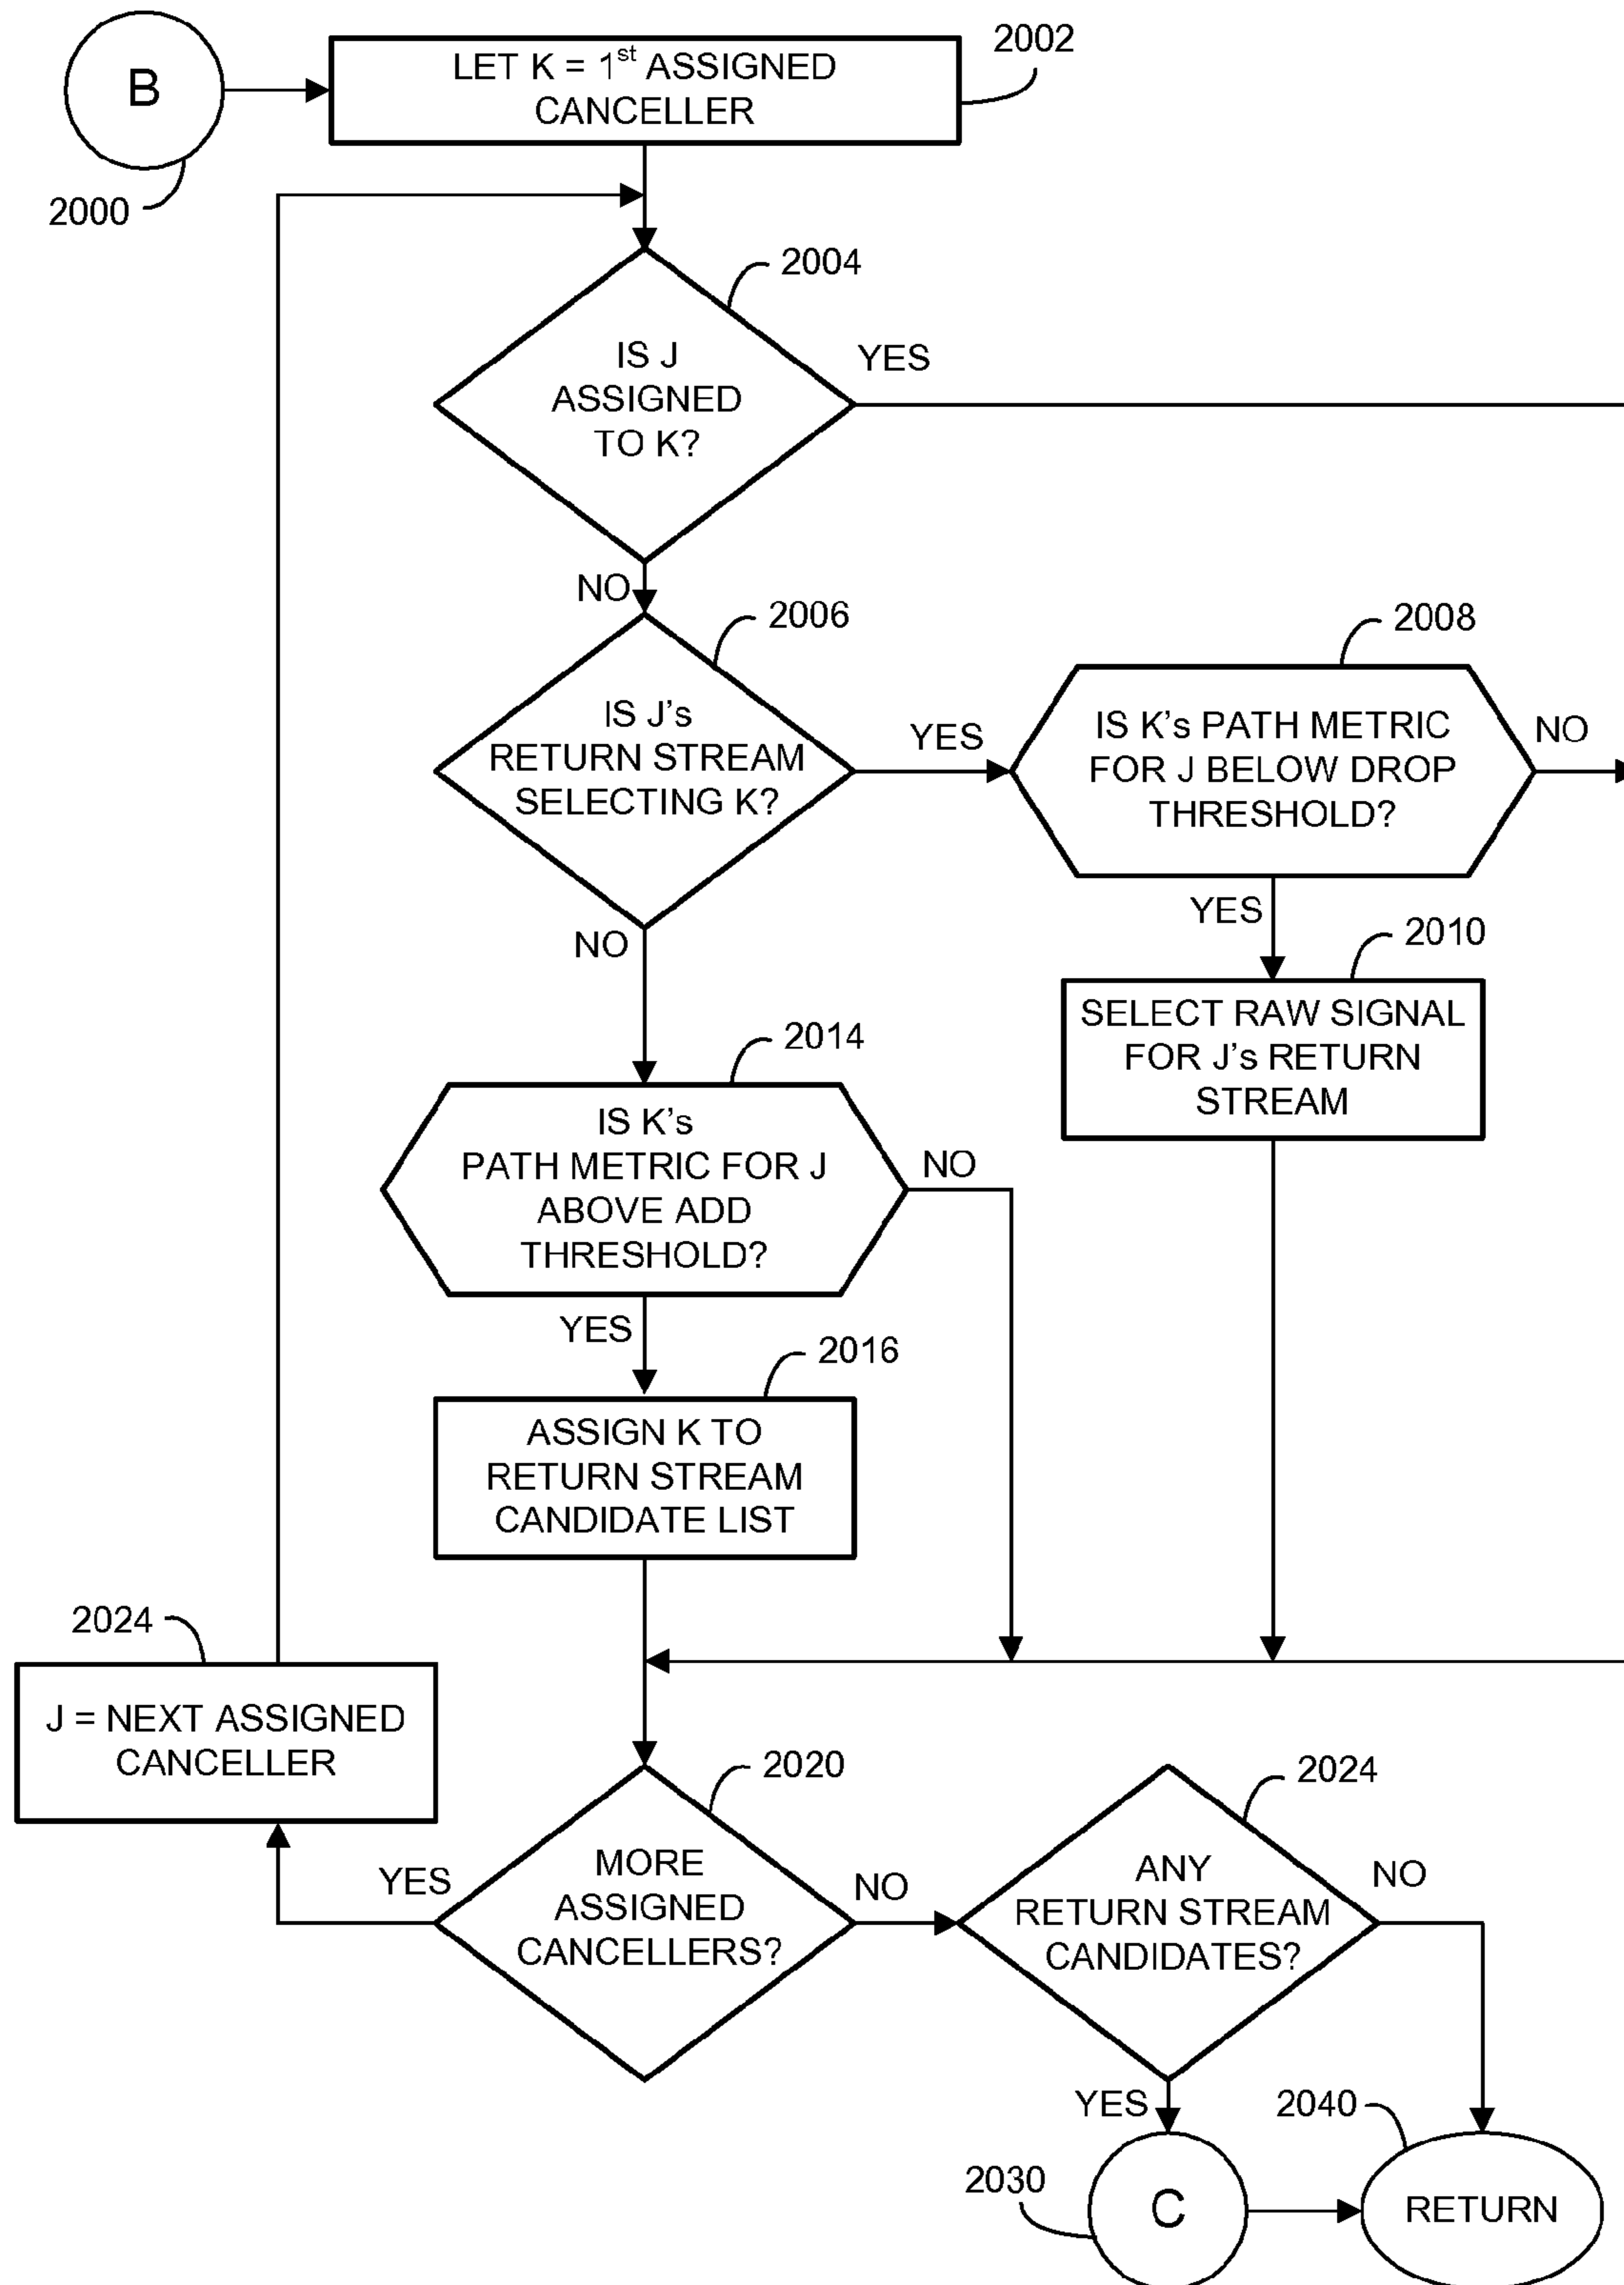 B
LET K = 1st ASSIGNED
CANCELLER
2002
2000
2004
IS J
ASSIGNED
TO K?
YES
NO
2006
IS J's
RETURN STREAM
SELECTING K?
YES
2008
IS K's PATH METRIC
FOR J BELOW DROP
THRESHOLD?
NO
NO
YES
2010
SELECT RAW SIGNAL
FOR J's RETURN
STREAM
2014
IS K's
PATH METRIC FOR J
ABOVE ADD
THRESHOLD?
NO
YES
2016
ASSIGN K TO
RETURN STREAM
CANDIDATE LIST
2024
J = NEXT ASSIGNED
CANCELLER
2020
MORE
ASSIGNED
CANCELLERS?
YES
NO
2024
ANY
RETURN STREAM
CANDIDATES?
NO
YES
2030
C
2040
RETURN